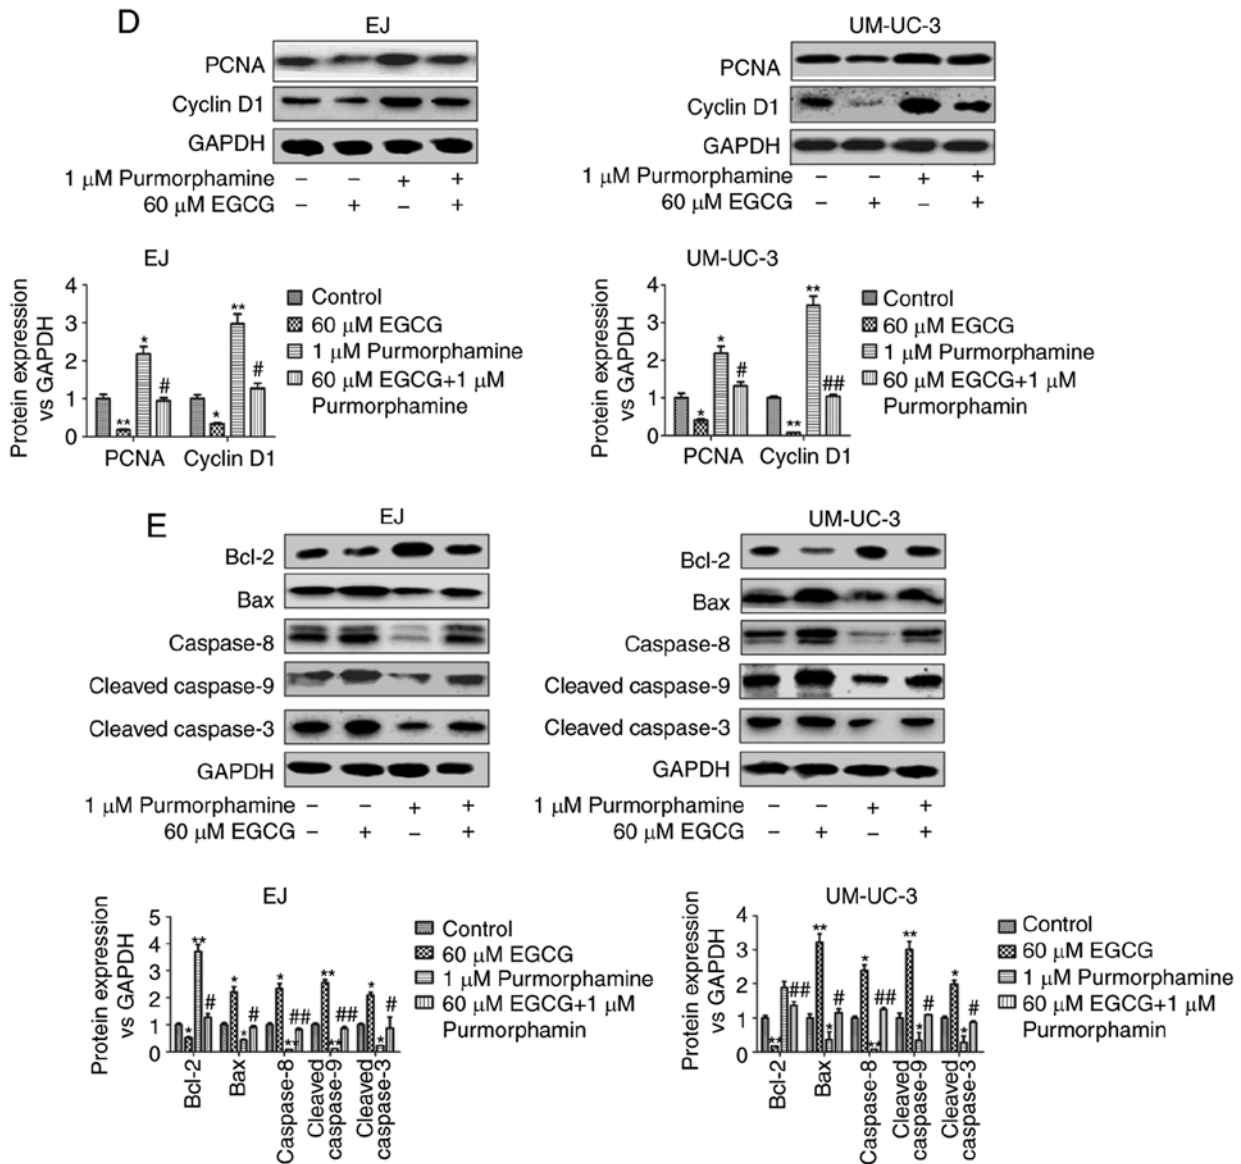 D
EJ
PCNA
Cyclin D1
GAPDH
1 μM Purmorphamine − − + +
60 μM EGCG − + − +
UM-UC-3
PCNA
Cyclin D1
GAPDH
1 μM Purmorphamine − − + +
60 μM EGCG − + − +
EJ
Protein expression
vs GAPDH
4
3
2
1
0
** * # * ** #
PCNA Cyclin D1
Control
60 μM EGCG
1 μM Purmorphamine
60 μM EGCG+1 μM
Purmorphamine
UM-UC-3
Protein expression
vs GAPDH
4
3
2
1
0
* * # ** ** ##
PCNA Cyclin D1
Control
60 μM EGCG
1 μM Purmorphamine
60 μM EGCG+1 μM
Purmorphamin
E
EJ
Bcl-2
Bax
Caspase-8
Cleaved caspase-9
Cleaved caspase-3
GAPDH
1 μM Purmorphamine − − + +
60 μM EGCG − + − +
UM-UC-3
Bcl-2
Bax
Caspase-8
Cleaved caspase-9
Cleaved caspase-3
GAPDH
1 μM Purmorphamine − − + +
60 μM EGCG − + − +
EJ
Protein expression
vs GAPDH
5
4
3
2
1
0
* ** # * * # * ** ## ** ** ## * * #
Bcl-2
Bax
Caspase-8
Cleaved
caspase-9
Cleaved
caspase-3
Control
60 μM EGCG
1 μM Purmorphamine
60 μM EGCG+1 μM
Purmorphamin
UM-UC-3
Protein expression
vs GAPDH
4
3
2
1
0
** ## ** * # * ** ## ** * # * * #
Bcl-2
Bax
Caspase-8
Cleaved
caspase-9
Cleaved
caspase-3
Control
60 μM EGCG
1 μM Purmorphamine
60 μM EGCG+1 μM
Purmorphamin